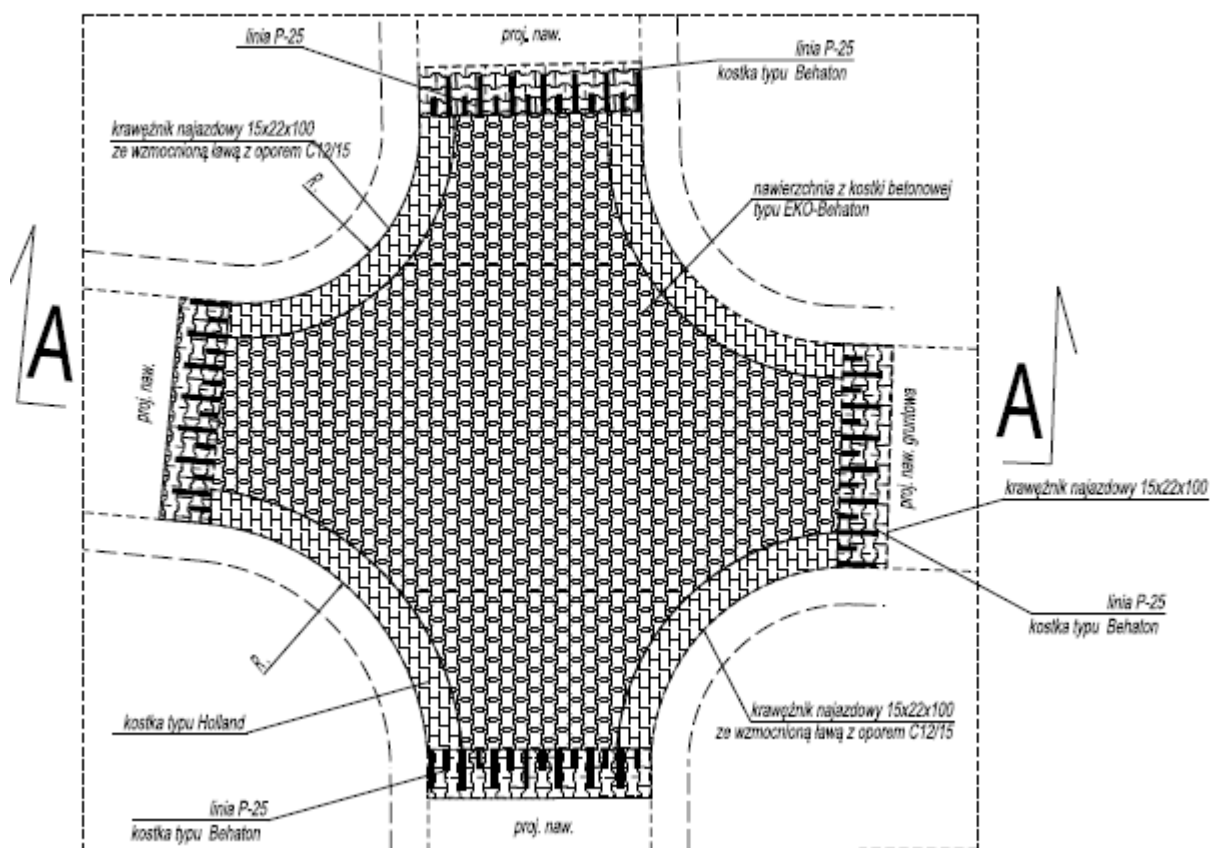 proj. naw.
linia P-25
linia P-25
kostka typu Behaton
krawężnik najazdowy 15x22x100
ze wzmocnioną ławą z oporem C12/15
R.
nawierzchnia z kostki betonowej
typu EKO-Behaton
A
A
proj. naw.
proj. naw. gruntowa
krawężnik najazdowy 15x22x100
linia P-25
kostka typu Behaton
R.
kostka typu Holland
krawężnik najazdowy 15x22x100
ze wzmocnioną ławą z oporem C12/15
linia P-25
kostka typu Behaton
proj. naw.